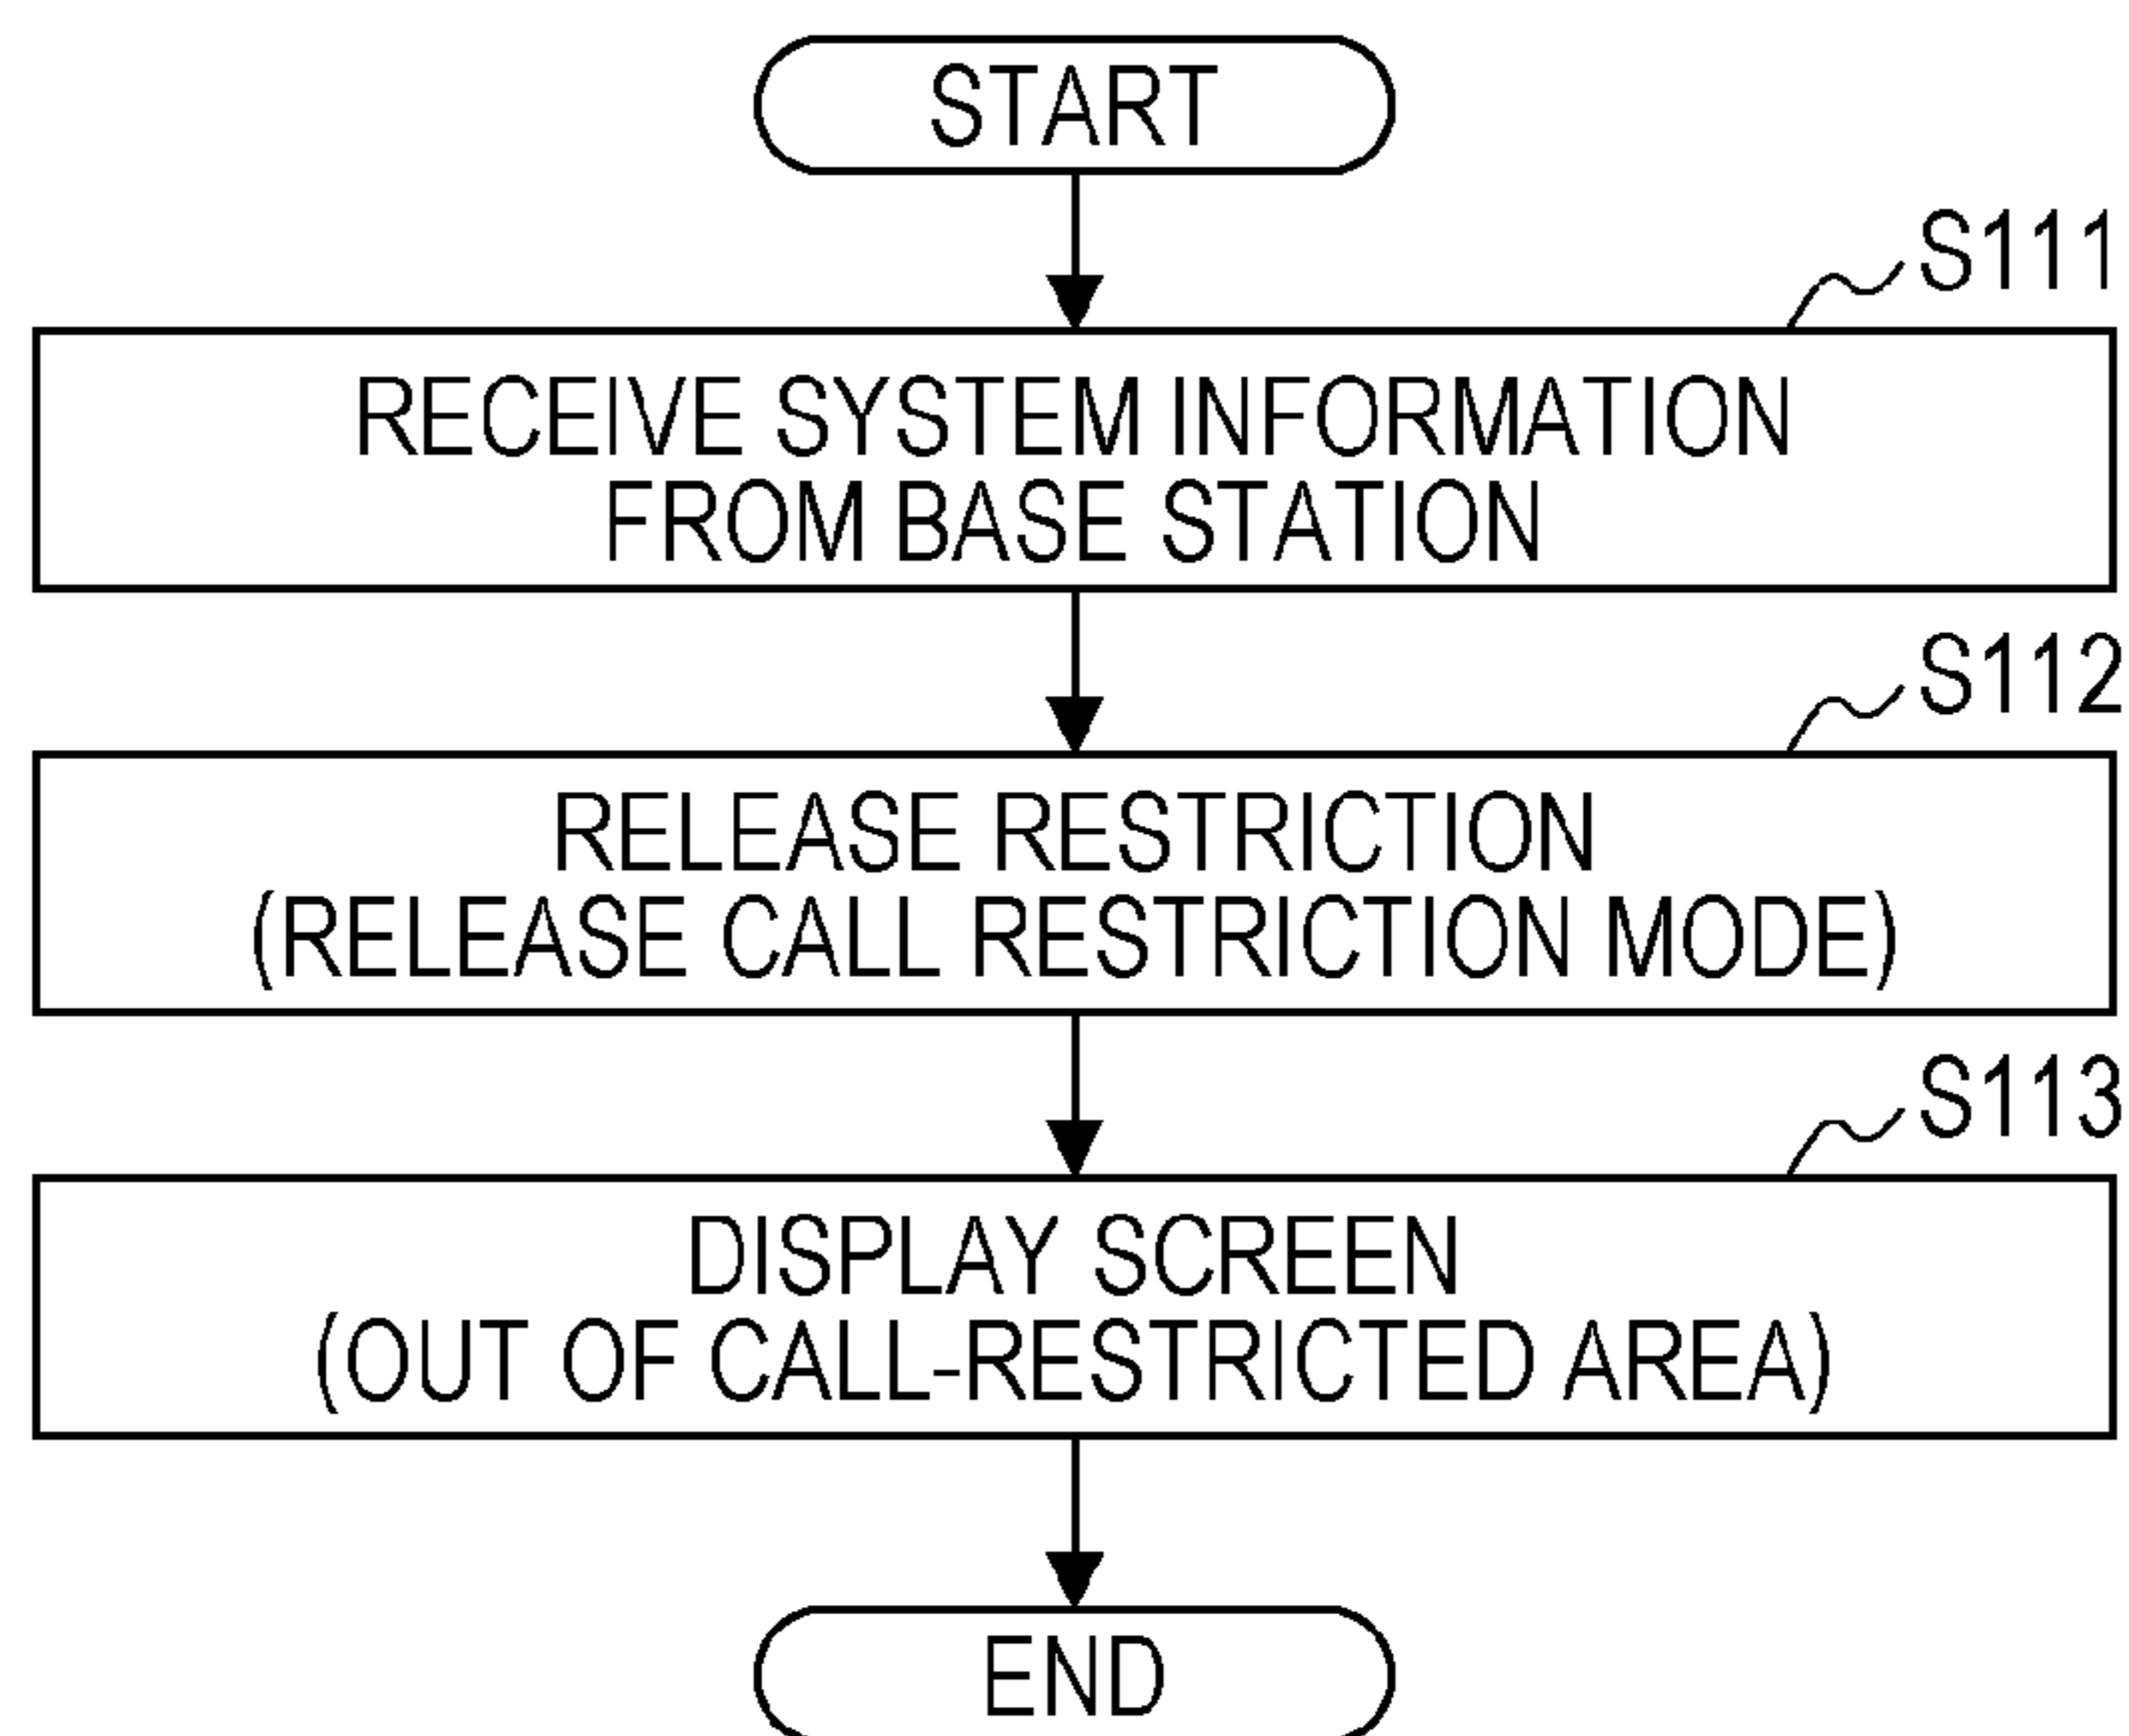 START
S111
RECEIVE SYSTEM INFORMATION
FROM BASE STATION
S112
RELEASE RESTRICTION
(RELEASE CALL RESTRICTION MODE)
S113
DISPLAY SCREEN
(OUT OF CALL-RESTRICTED AREA)
END